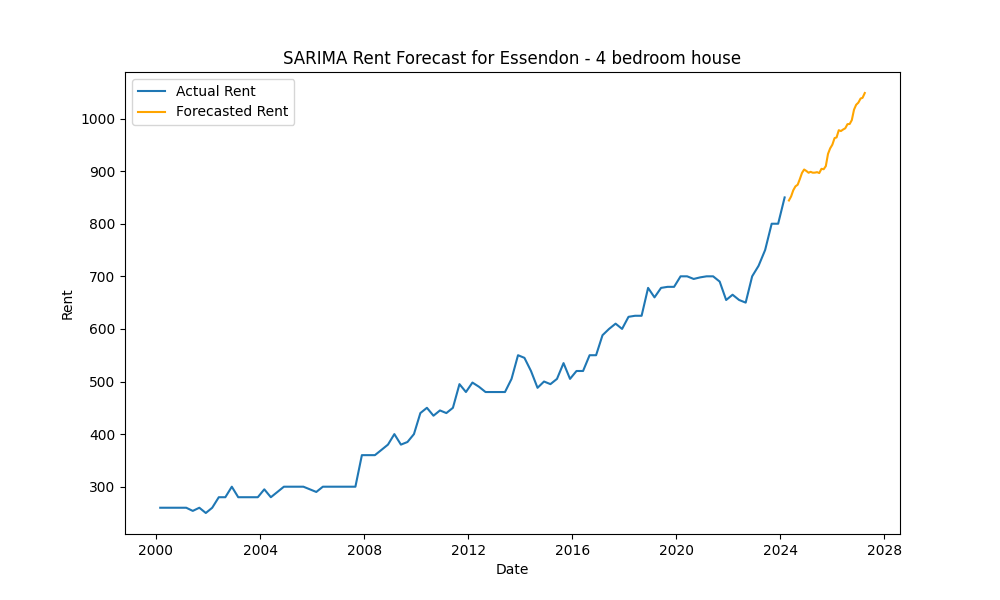 SARIMA Rent Forecast for Essendon - 4 bedroom house
Actual Rent
Forecasted Rent
1000
900
800
700
600
500
400
300
Rent
2000 2004 2008 2012 2016 2020 2024 2028
Date